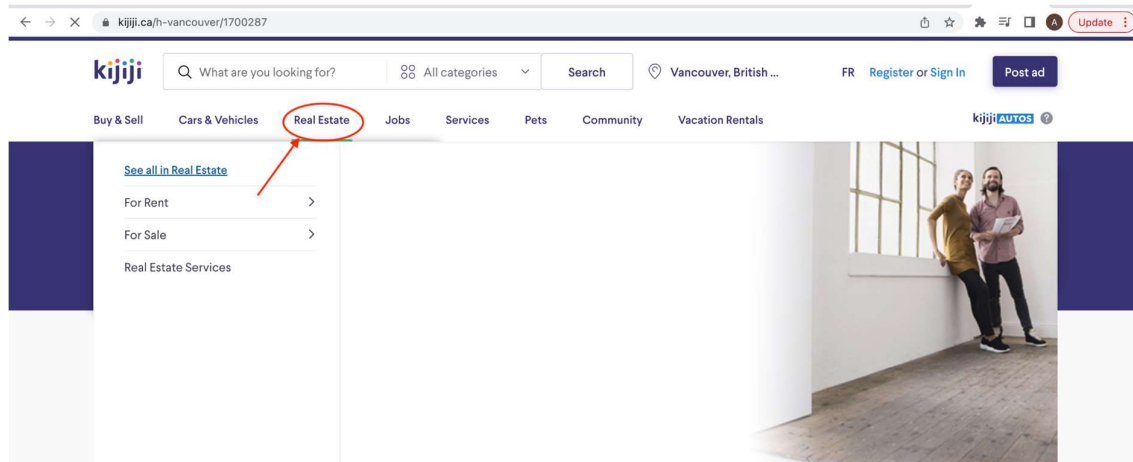 kijiji.ca/h-vancouver/1700287
A
Update
kijiji
What are you looking for?
All categories
Search
Vancouver, British ...
FR
Register or Sign In
Post ad
Buy & Sell
Cars & Vehicles
Real Estate
Jobs
Services
Pets
Community
Vacation Rentals
kijiji AUTOS ?
See all in Real Estate
For Rent
For Sale
Real Estate Services